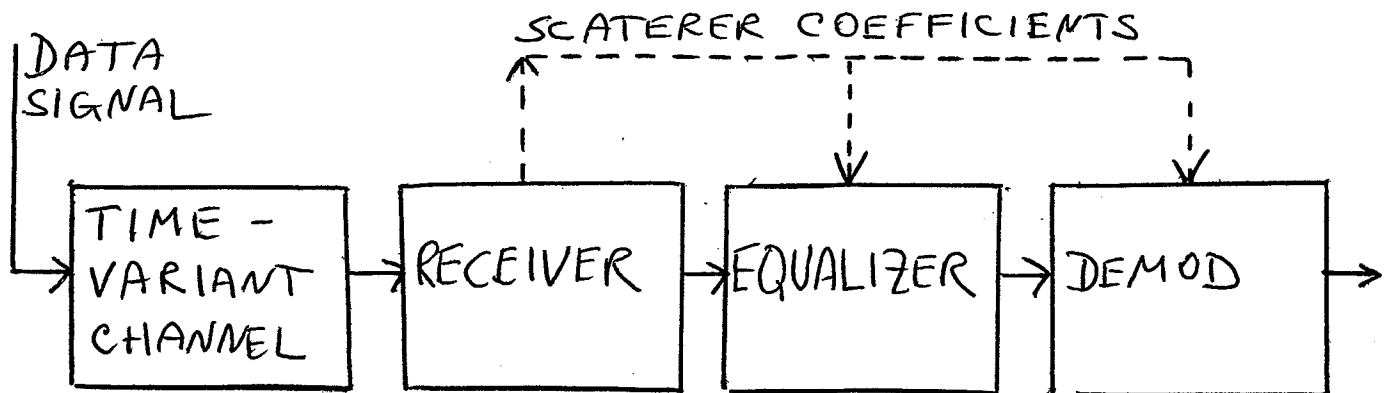 SCATERER COEFFICIENTS
DATA
SIGNAL
TIME -
VARIANT
CHANNEL
RECEIVER
EQUALIZER
DEMOD